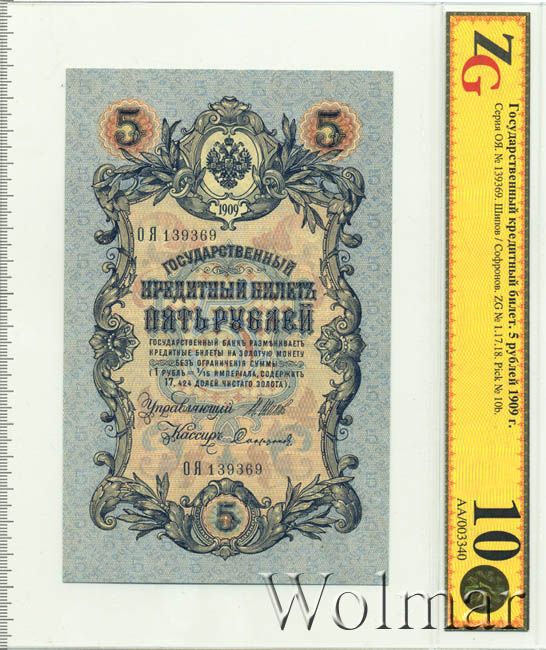 5 5
1909
ОЯ 139369
ГОСУДАРСТВЕННЫЙ
КРЕДИТНЫЙ БИЛЕТЪ
ПЯТЬ РУБЛЕЙ
ГОСУДАРСТВЕННЫЙ БАНКЪ РАЗМѢНИВАЕТЪ
КРЕДИТНЫЕ БИЛЕТЫ НА ЗОЛОТУЮ МОНЕТУ
БЕЗЪ ОГРАНИЧЕНІЯ СУММЫ
(1 РУБЛЬ = 1/15 ИМПЕРІАЛА, СОДЕРЖИТЪ
17,424 ДОЛЕЙ ЧИСТАГО ЗОЛОТА).
Управляющій
Кассиръ
ОЯ 139369
5
ZG
Государственный кредитный билет. 5 рублей 1909 г.
Серия ОЯ. № 139369. Шипов / Софронов. ZG № 1.17.18. Pick № 10b.
10
AA/003340
Wolmar